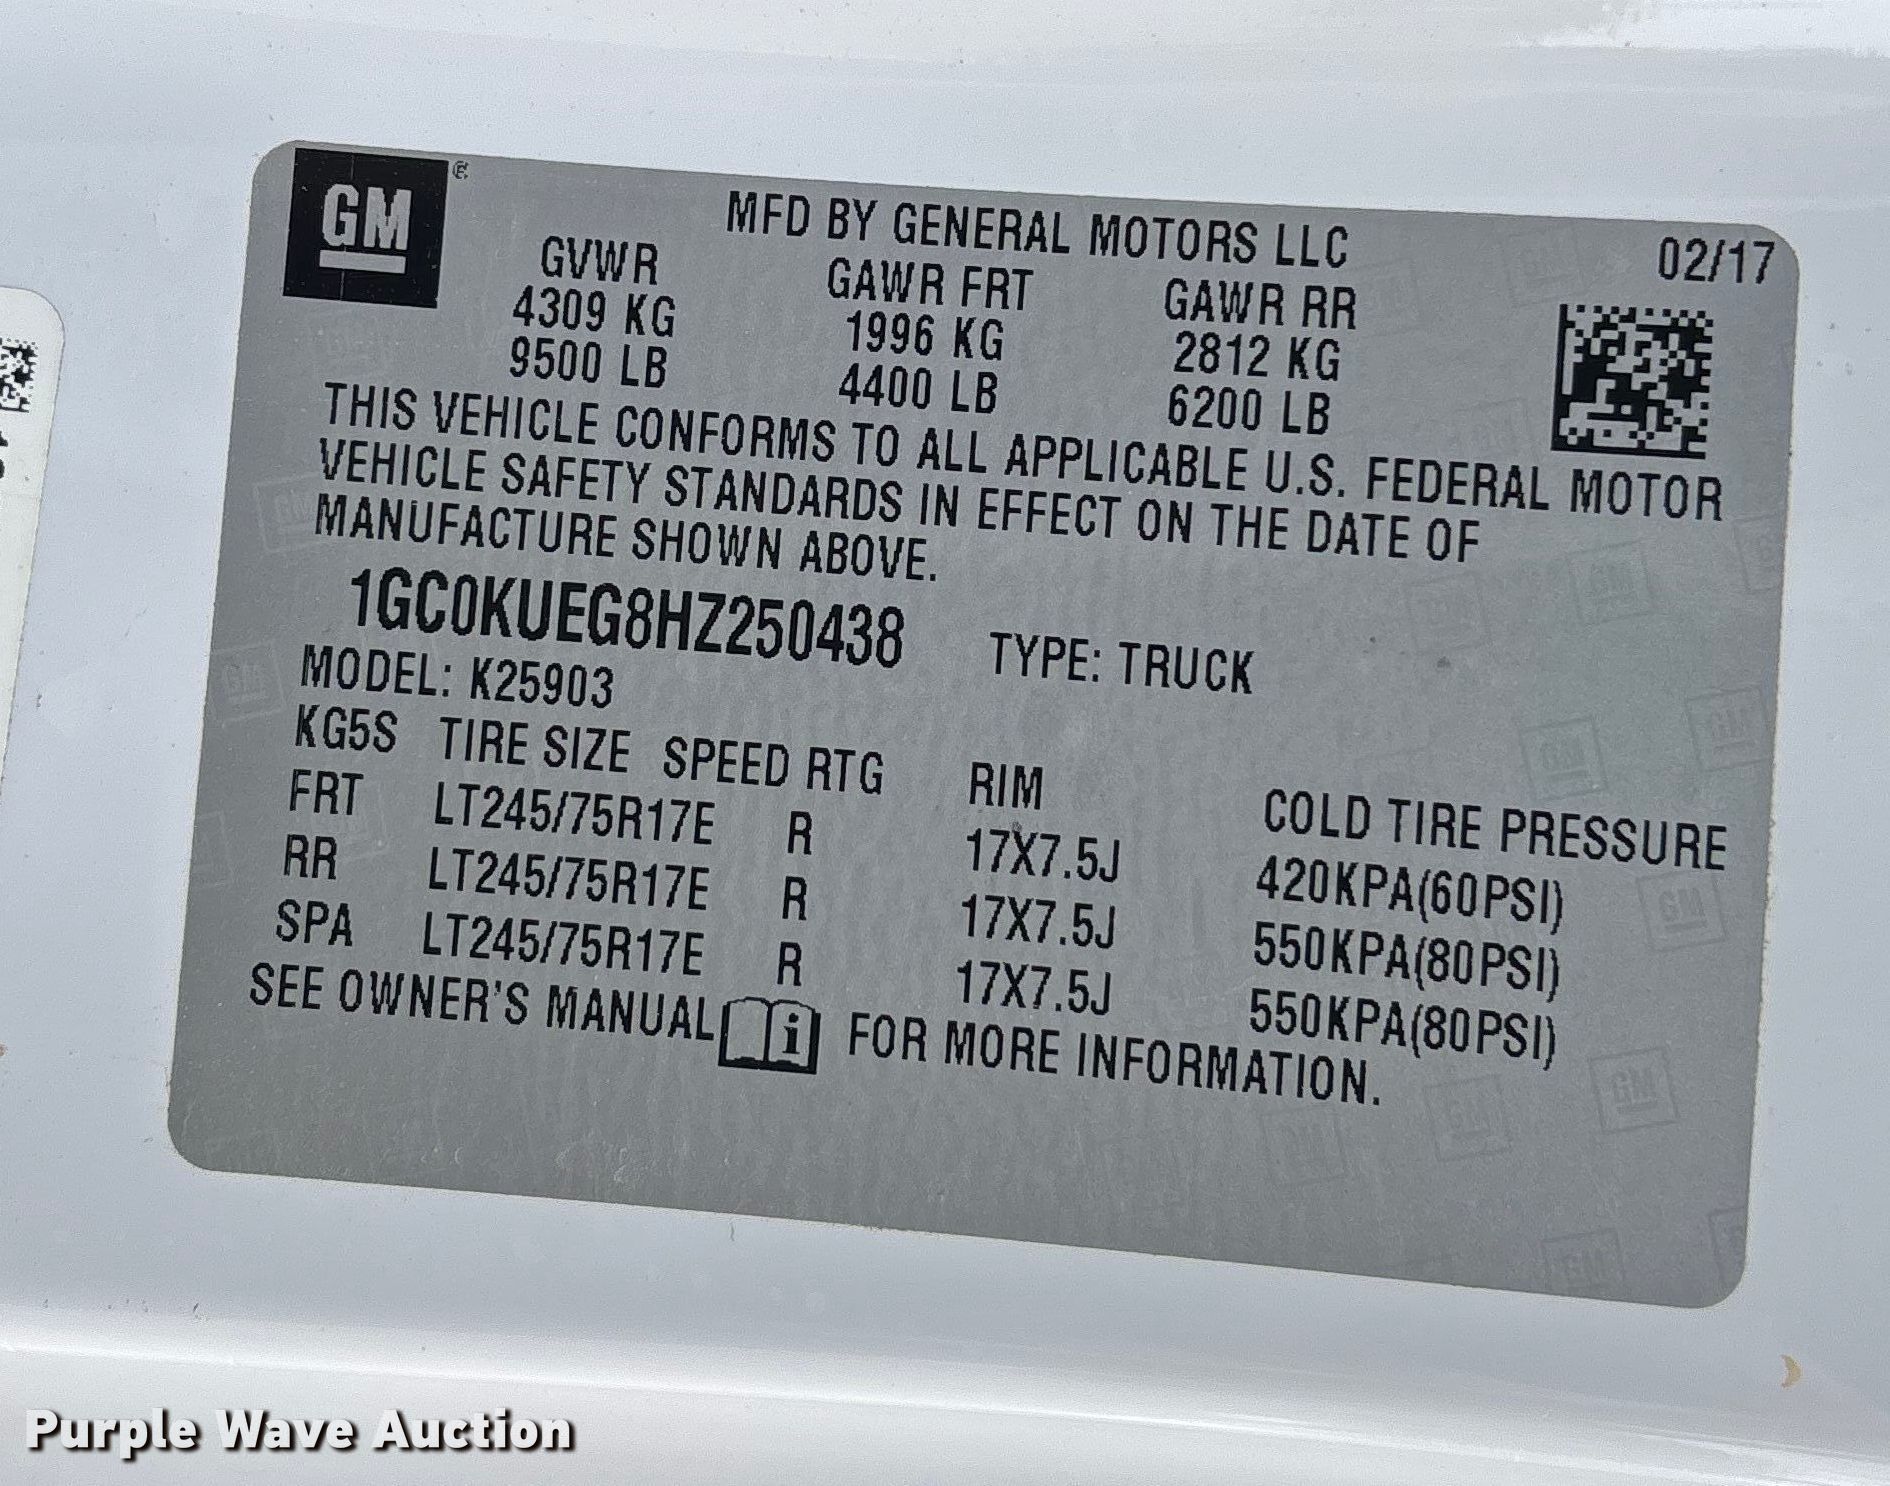 GM
MFD BY GENERAL MOTORS LLC 02/17
GVWR GAWR FRT GAWR RR
4309 KG 1996 KG 2812 KG
9500 LB 4400 LB 6200 LB
THIS VEHICLE CONFORMS TO ALL APPLICABLE U.S. FEDERAL MOTOR
VEHICLE SAFETY STANDARDS IN EFFECT ON THE DATE OF
MANUFACTURE SHOWN ABOVE.
1GC0KUEG8HZ250438 TYPE: TRUCK
MODEL: K25903
KG5S TIRE SIZE SPEED RTG RIM COLD TIRE PRESSURE
FRT LT245/75R17E R 17X7.5J 420KPA(60PSI)
RR LT245/75R17E R 17X7.5J 550KPA(80PSI)
SPA LT245/75R17E R 17X7.5J 550KPA(80PSI)
SEE OWNER'S MANUAL i FOR MORE INFORMATION.
Purple Wave Auction